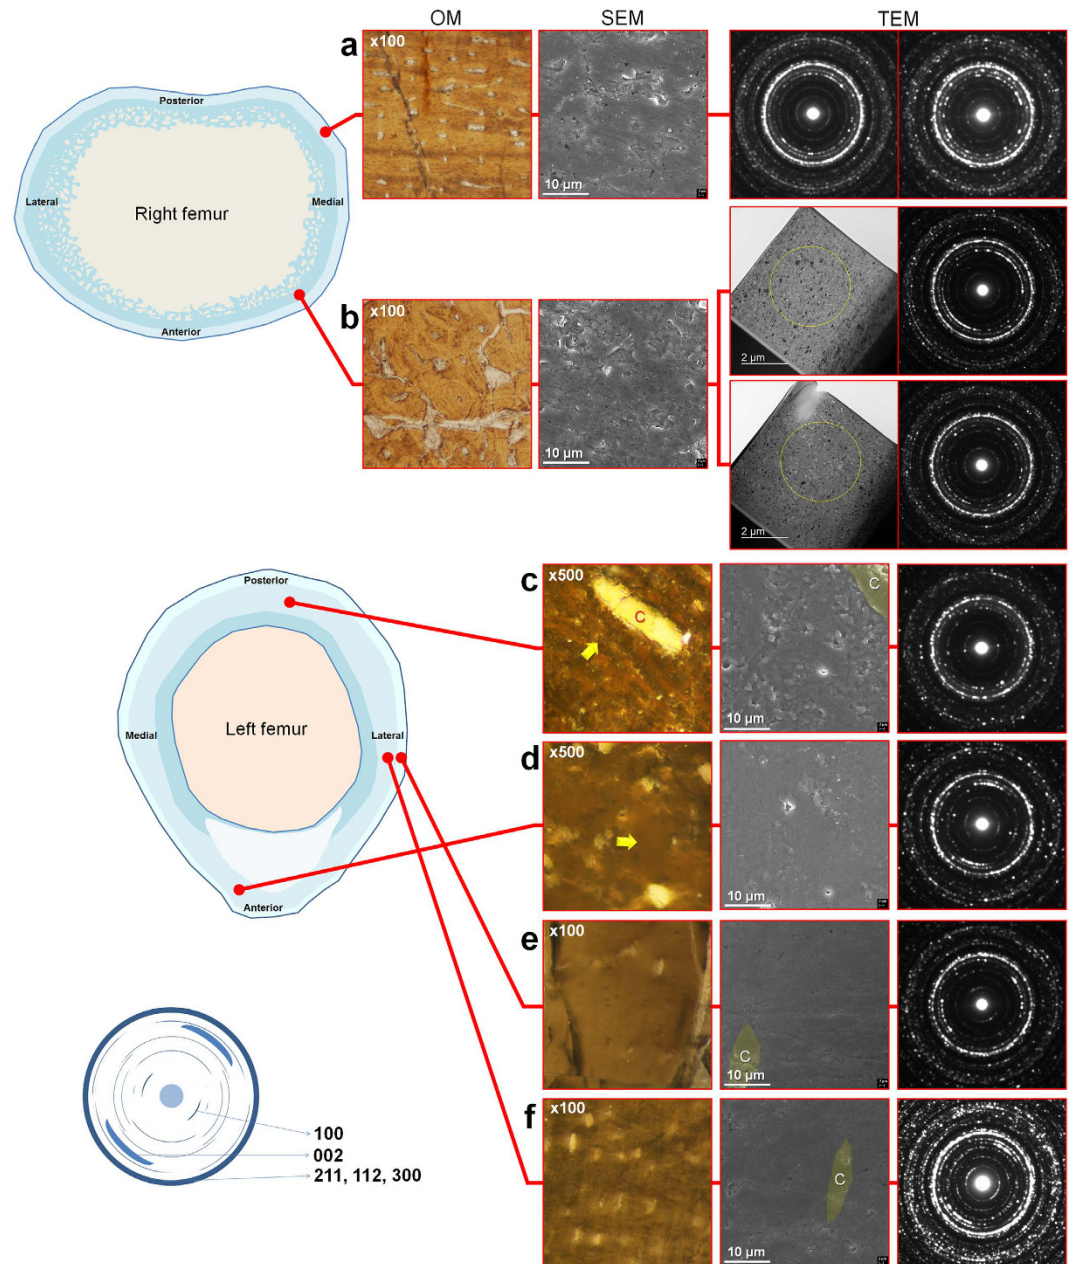 OM SEM TEM
a
x100
10 µm
Posterior
Lateral
Right femur
Medial
Anterior
b
x100
10 µm
2 µm
2 µm
c
x500
C
C
10 µm
Posterior
Medial
Left femur
Lateral
Anterior
d
x500
10 µm
e
x100
C
10 µm
f
x100
C
10 µm
100
002
211, 112, 300